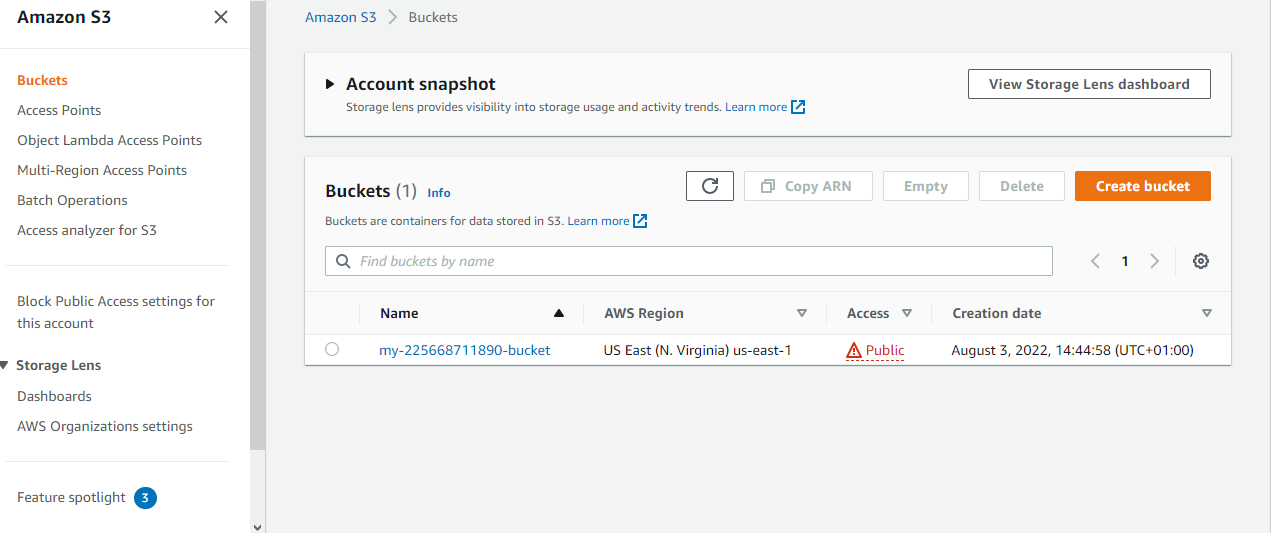 Amazon S3
Buckets
Access Points
Object Lambda Access Points
Multi-Region Access Points
Batch Operations
Access analyzer for S3
Block Public Access settings for
this account
Storage Lens
Dashboards
AWS Organizations settings
Feature spotlight 3
Amazon S3 Buckets
Account snapshot View Storage Lens dashboard
Storage lens provides visibility into storage usage and activity trends. Learn more
Buckets (1) Info Copy ARN Empty Delete Create bucket
Buckets are containers for data stored in S3. Learn more
Find buckets by name 1
Name AWS Region Access Creation date
my-225668711890-bucket US East (N. Virginia) us-east-1 Public August 3, 2022, 14:44:58 (UTC+01:00)